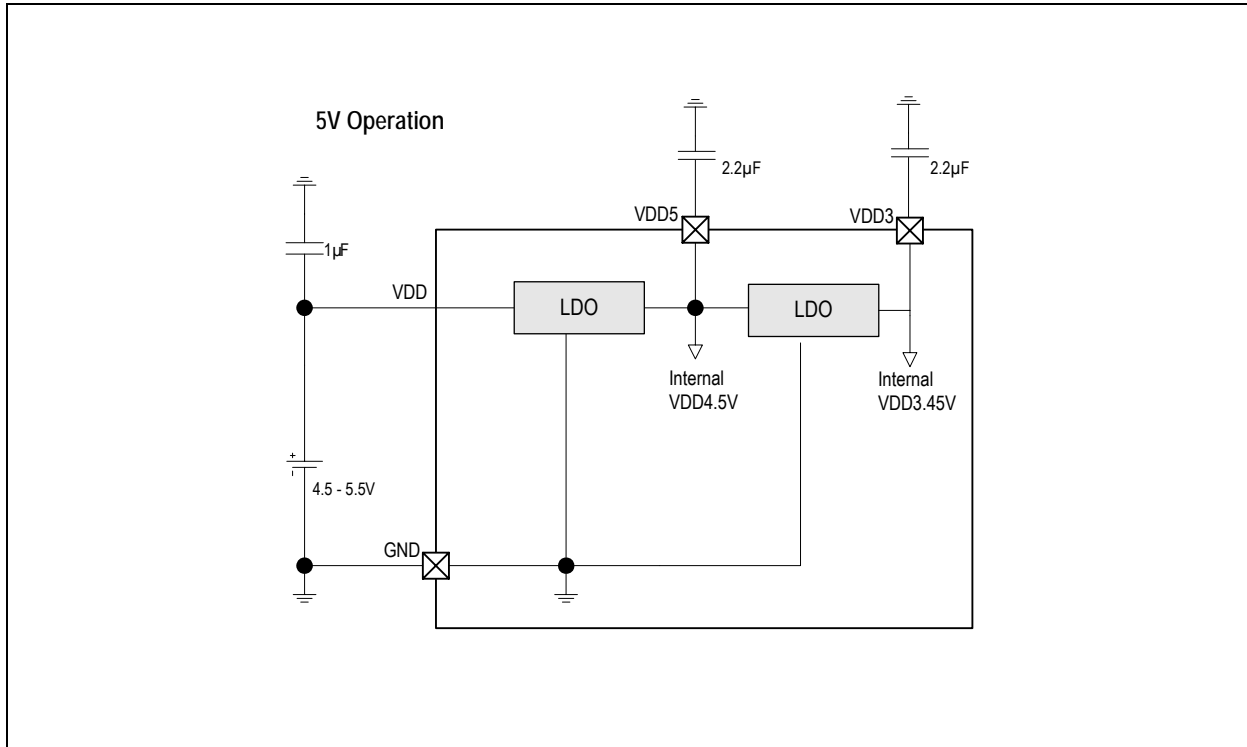 5V Operation
2.2µF
2.2µF
VDD5
VDD3
1µF
VDD
LDO
LDO
Internal
VDD4.5V
Internal
VDD3.45V
+
-
4.5 - 5.5V
GND